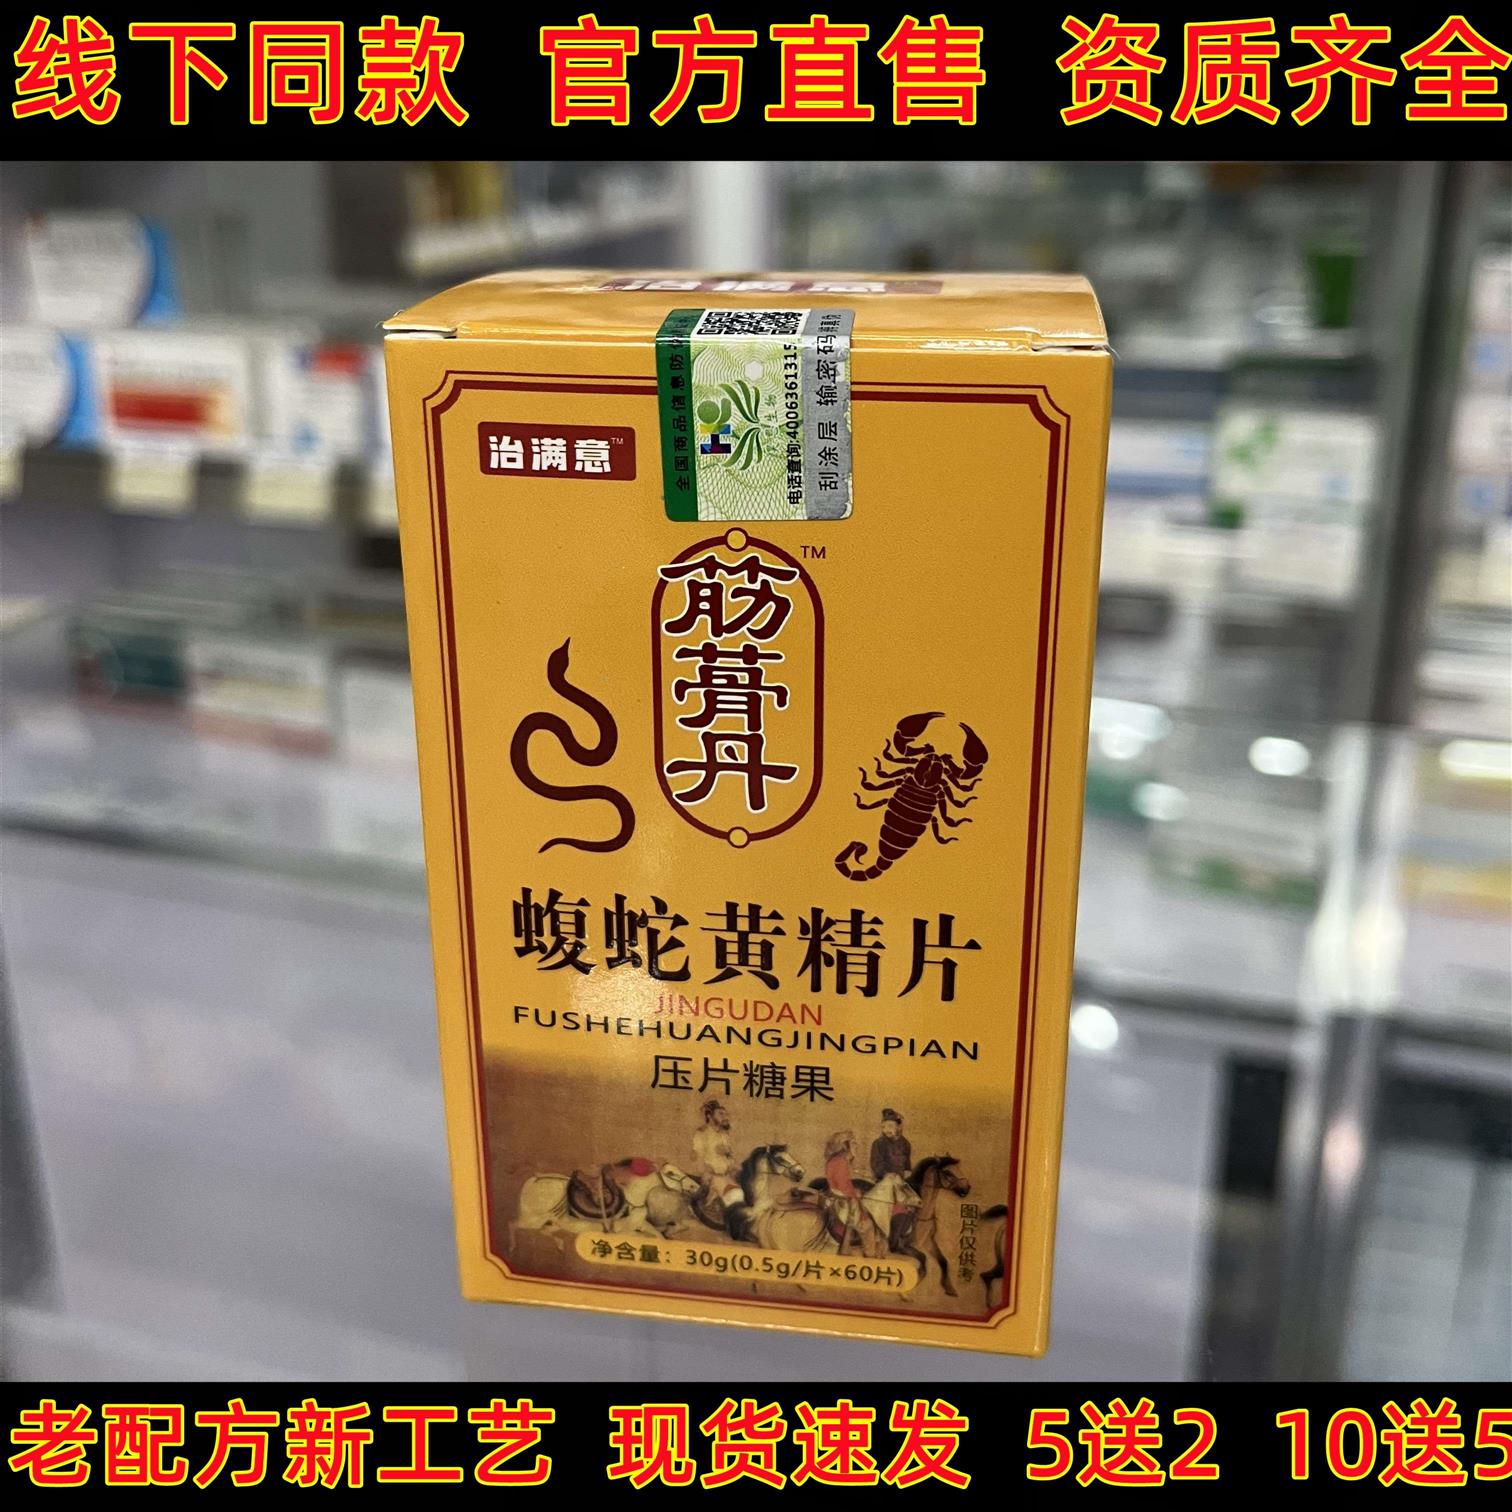 线下同款 官方直售 资质齐全
治满意
全国商品信息防伪
电话查询:4006361315
刮涂层 输密码
治满意™
筋膏丹™
蝮蛇黄精片
JINGUDAN
FUSHEHUANGJINGPIAN
压片糖果
图片仅供参考
净含量：30g(0.5g/片×60片)
老配方新工艺 现货速发 5送2 10送5